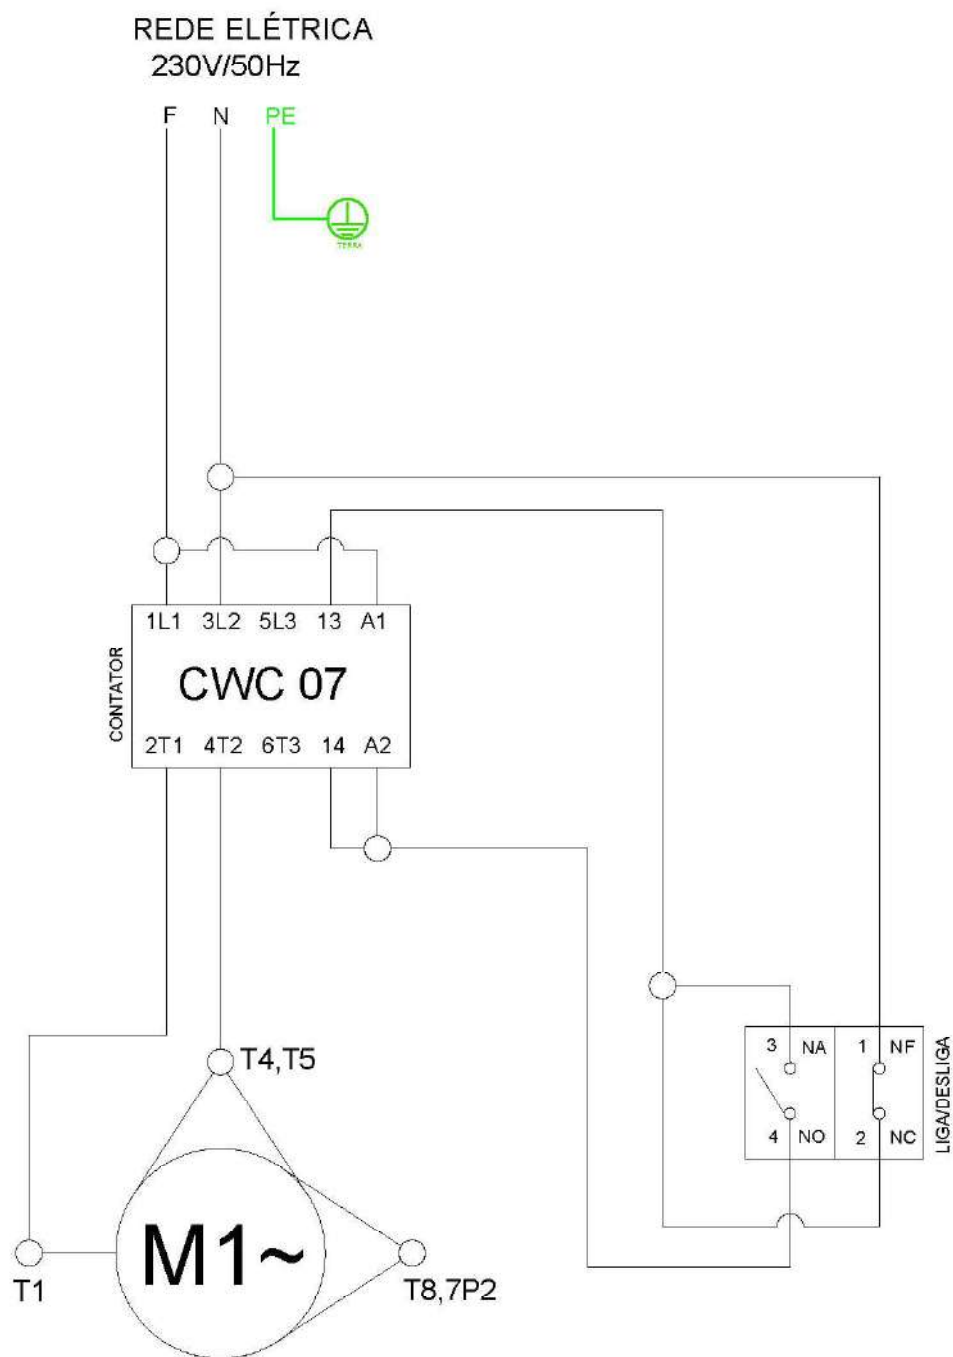 REDE ELÉTRICA
230V/50Hz
F N PE
TERRA
1L1 3L2 5L3 13 A1
CONTATOR
CWC 07
2T1 4T2 6T3 14 A2
T4,T5
3 NA 1 NF
4 NO 2 NC
LIGA/DESLIGA
M1~
T1
T8,7P2